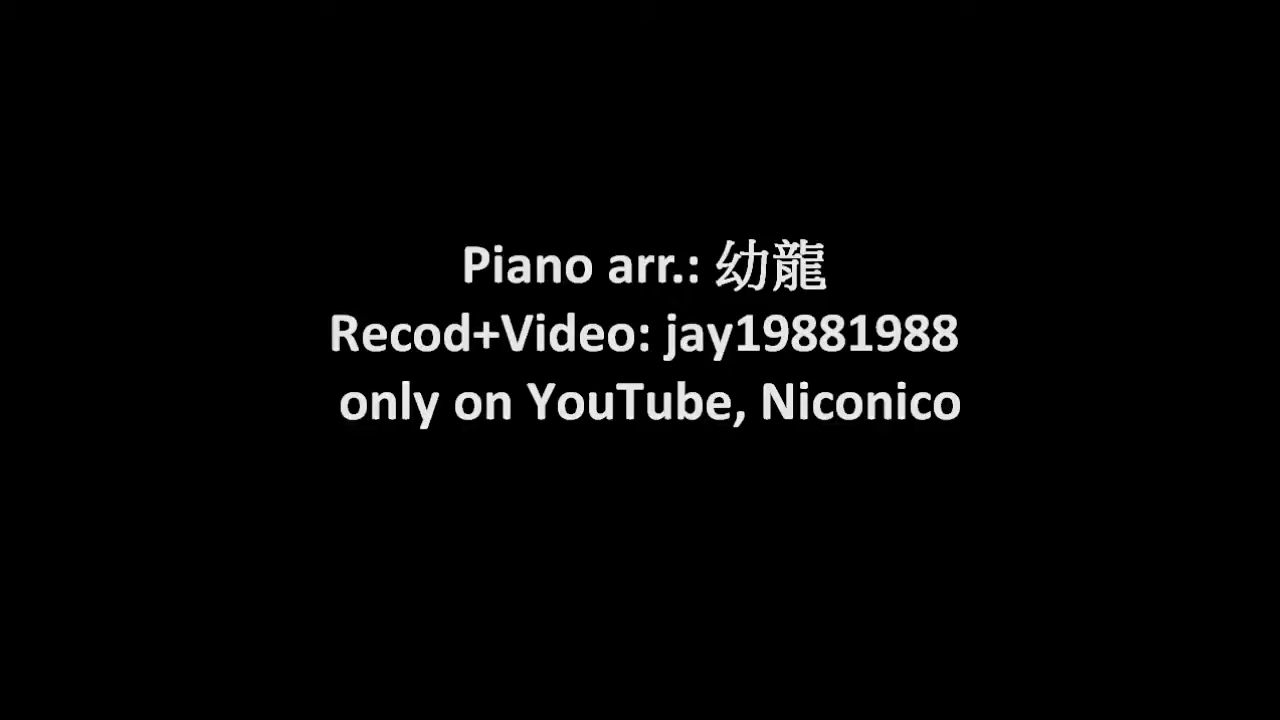 Piano arr.: 幼龍
Recod+Video: jay19881988
only on YouTube, Niconico